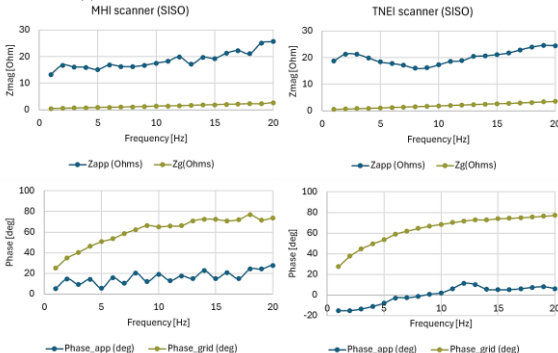 MHI scanner (SISO)
Zmag [Ohm]
30
20
10
0
0 5 10 15 20
Frequency [Hz]
Zapp (Ohms) Zg(Ohms)
TNEI scanner (SISO)
Zmag [Ohm]
30
20
10
0
0 5 10 15 20
Frequency [Hz]
Zapp (Ohms) Zg (Ohms)
Phase [deg]
100
80
60
40
20
0
0 5 10 15 20
Frequency [Hz]
Phase_app (deg) Phase_grid (deg)
Phase [deg]
100
80
60
40
20
0
-20
0 5 10 15 20
Frequency [Hz]
Phase_app (deg) Phase_grid (deg)